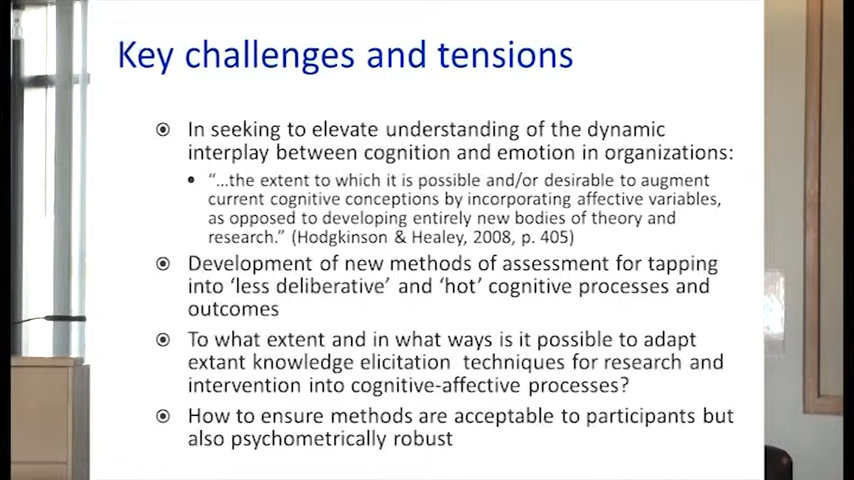 Key challenges and tensions
In seeking to elevate understanding of the dynamic
interplay between cognition and emotion in organizations:
“…the extent to which it is possible and/or desirable to augment
current cognitive conceptions by incorporating affective variables,
as opposed to developing entirely new bodies of theory and
research.” (Hodgkinson & Healey, 2008, p. 405)
Development of new methods of assessment for tapping
into ‘less deliberative’ and ‘hot’ cognitive processes and
outcomes
To what extent and in what ways is it possible to adapt
extant knowledge elicitation techniques for research and
intervention into cognitive-affective processes?
How to ensure methods are acceptable to participants but
also psychometrically robust